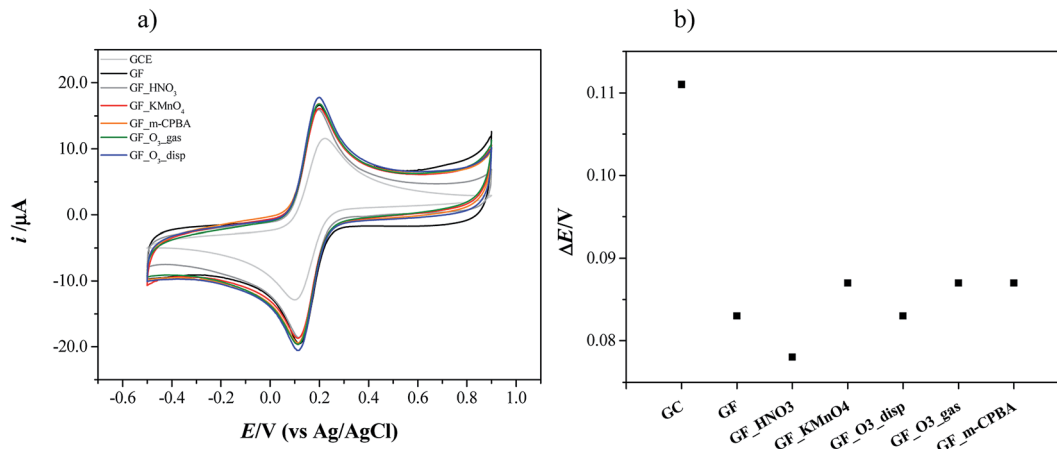 a)
GCE
GF
GF_HNO₃
GF_KMnO₄
GF_m-CPBA
GF_O₃_gas
GF_O₃_disp
20.0
10.0
0.0
-10.0
-20.0
i /µA
-0.6 -0.4 -0.2 0.0 0.2 0.4 0.6 0.8 1.0
E/V (vs Ag/AgCl)
b)
0.11
0.10
0.09
0.08
ΔE/V
GC
GF
GF_HNO3
GF_KMnO4
GF_O3_disp
GF_O3_gas
GF_m-CPBA